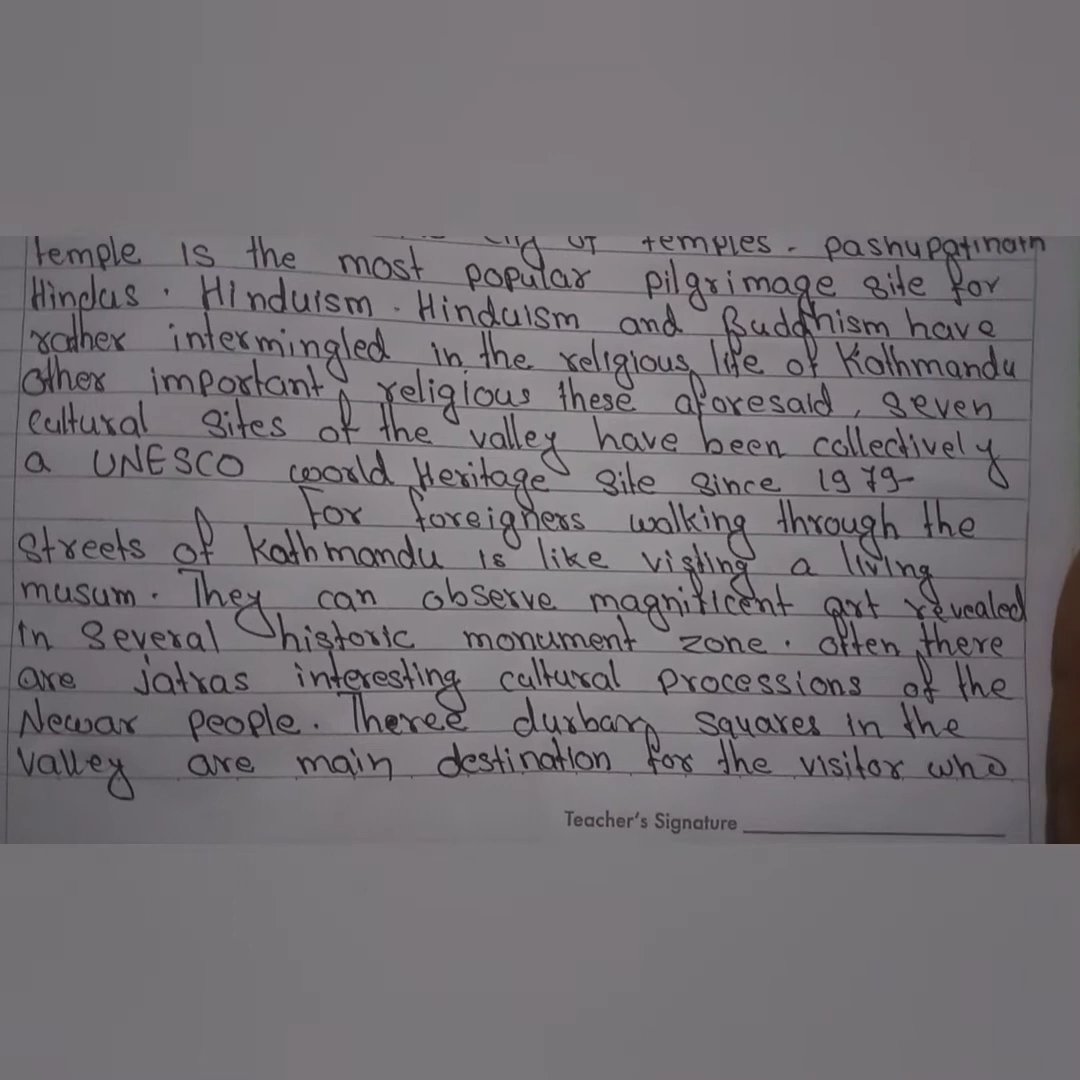 city of temples. pashupatinath
temple is the most popular pilgrimage site for
Hindus. Hinduism. Hinduism and Buddhism have
rather intermingled in the religious life of Kathmandu
Other important religious these aforesaid, seven
cultural sites of the valley have been collectively
a UNESCO world Heritage site since 1979
For foreigners walking through the
streets of kathmandu is like visting a living
musum. They can observe magnificent art revealed
in several historic monument zone. often there
are jatras interesting cultural processions of the
Newar people. Theree durbar squares in the
valley are main destination for the visitor who
Teacher's Signature